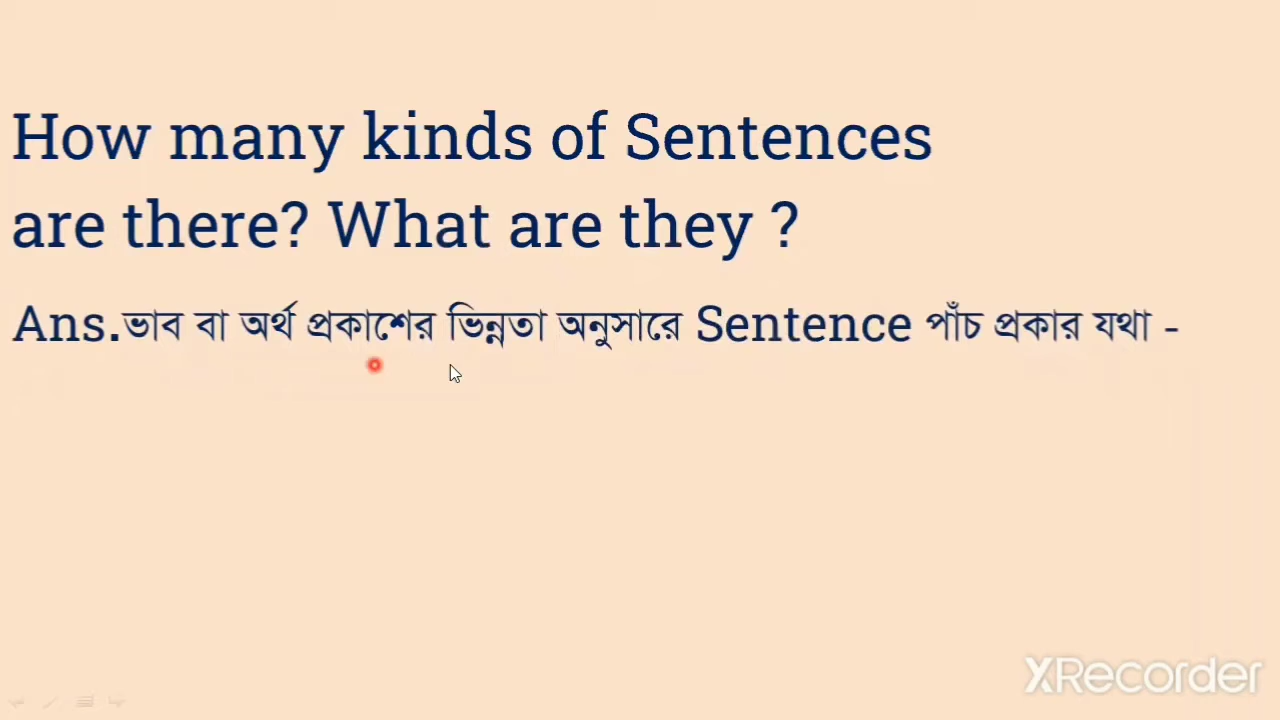 How many kinds of Sentences
are there? What are they ?
Ans.ভাব বা অর্থ প্রকাশের ভিন্নতা অনুসারে Sentence পাঁচ প্রকার যথা -
XRecorder